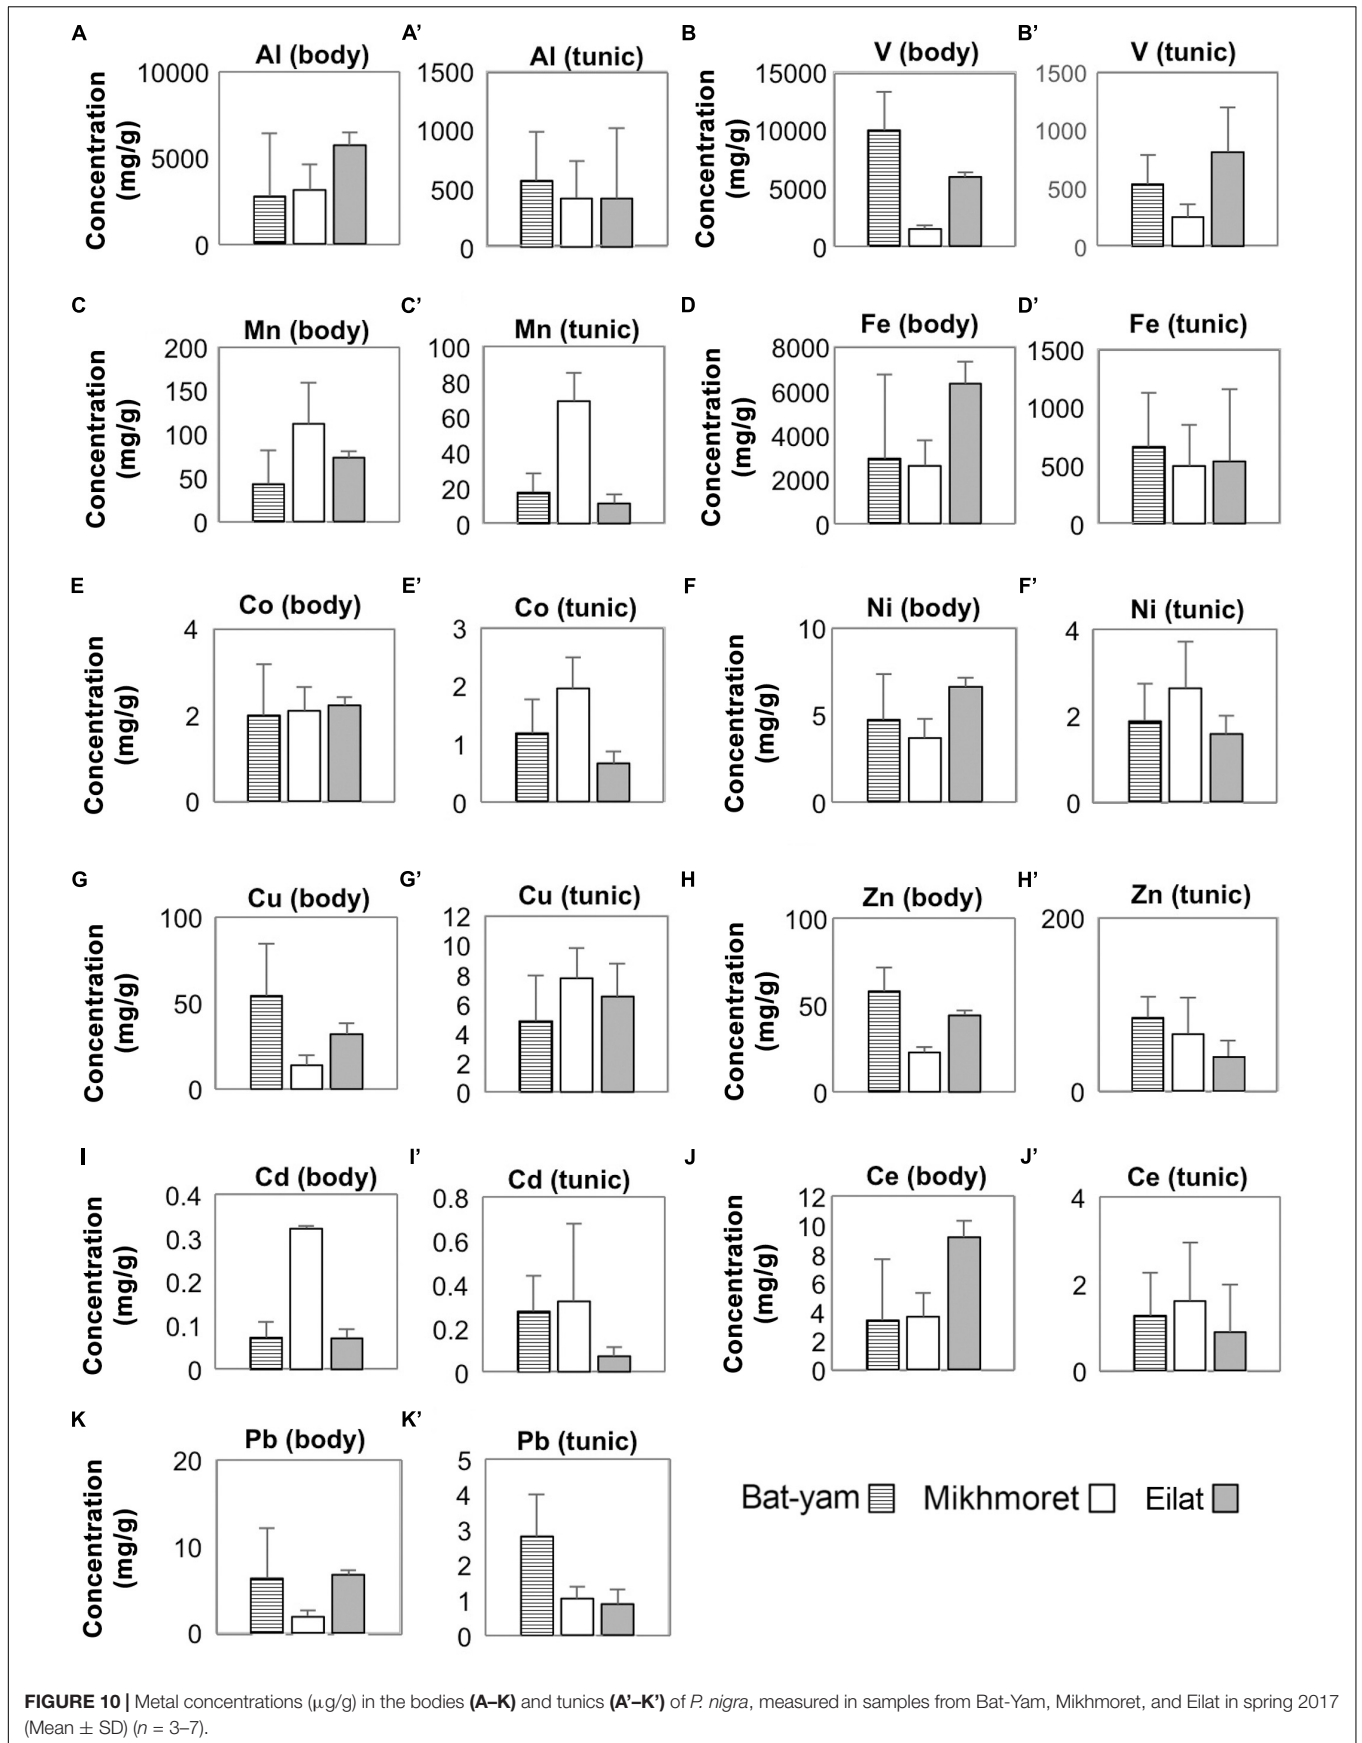 A
Al (body)
Concentration
(mg/g)
10000
5000
0
A’
Al (tunic)
1500
1000
500
0
B
V (body)
Concentration
(mg/g)
15000
10000
5000
0
B’
V (tunic)
1500
1000
500
0
C
Mn (body)
Concentration
(mg/g)
200
150
100
50
0
C’
Mn (tunic)
100
80
60
40
20
0
D
Fe (body)
Concentration
(mg/g)
8000
6000
4000
2000
0
D’
Fe (tunic)
1500
1000
500
0
E
Co (body)
Concentration
(mg/g)
4
2
0
E’
Co (tunic)
3
2
1
0
F
Ni (body)
Concentration
(mg/g)
10
5
0
F’
Ni (tunic)
4
2
0
G
Cu (body)
Concentration
(mg/g)
100
50
0
G’
Cu (tunic)
12
10
8
6
4
2
0
H
Zn (body)
Concentration
(mg/g)
100
50
0
H’
Zn (tunic)
200
0
I
Cd (body)
Concentration
(mg/g)
0.4
0.3
0.2
0.1
0
I’
Cd (tunic)
0.8
0.6
0.4
0.2
0
J
Ce (body)
Concentration
(mg/g)
12
10
8
6
4
2
0
J’
Ce (tunic)
4
2
0
K
Pb (body)
Concentration
(mg/g)
20
10
0
K’
Pb (tunic)
5
4
3
2
1
0
Bat-yam Mikhmoret Eilat
FIGURE 10 | Metal concentrations (μg/g) in the bodies (A–K) and tunics (A’–K’) of P. nigra, measured in samples from Bat-Yam, Mikhmoret, and Eilat in spring 2017
(Mean ± SD) (n = 3–7).